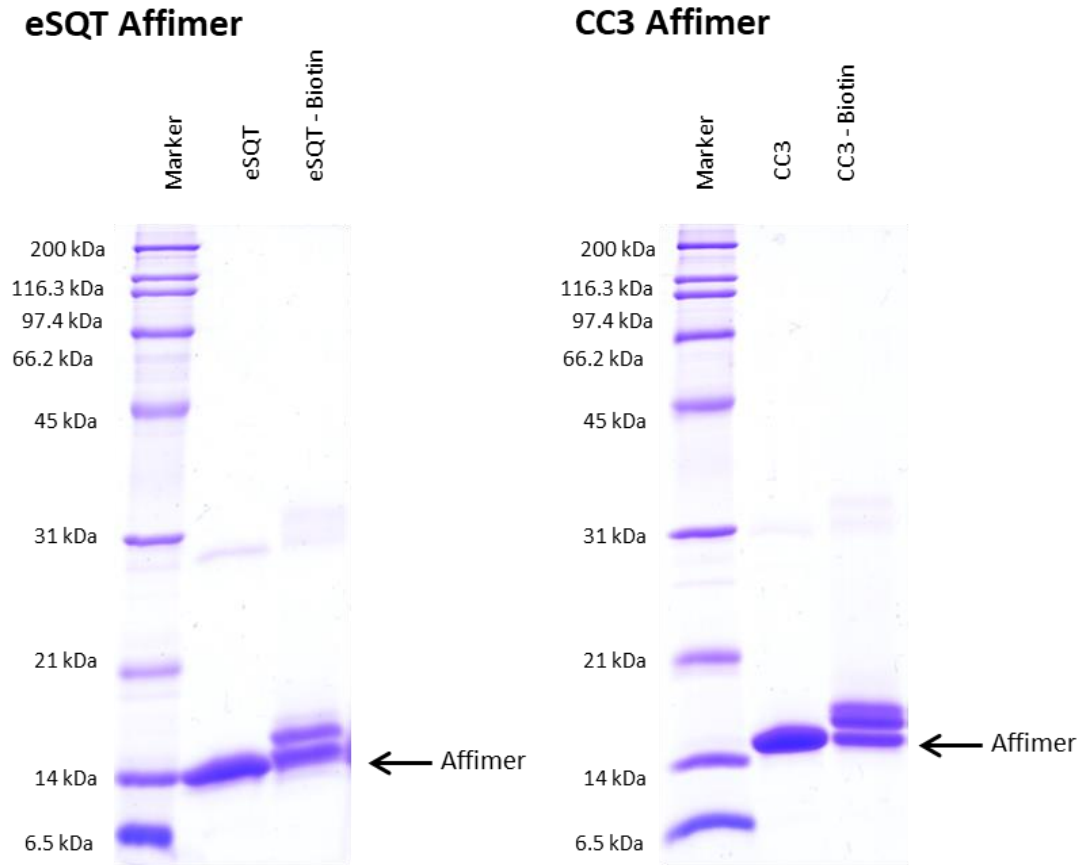 eSQT Affimer
Marker
eSQT
eSQT - Biotin
200 kDa
116.3 kDa
97.4 kDa
66.2 kDa
45 kDa
31 kDa
21 kDa
14 kDa
6.5 kDa
Affimer
CC3 Affimer
Marker
CC3
CC3 - Biotin
200 kDa
116.3 kDa
97.4 kDa
66.2 kDa
45 kDa
31 kDa
21 kDa
14 kDa
6.5 kDa
Affimer